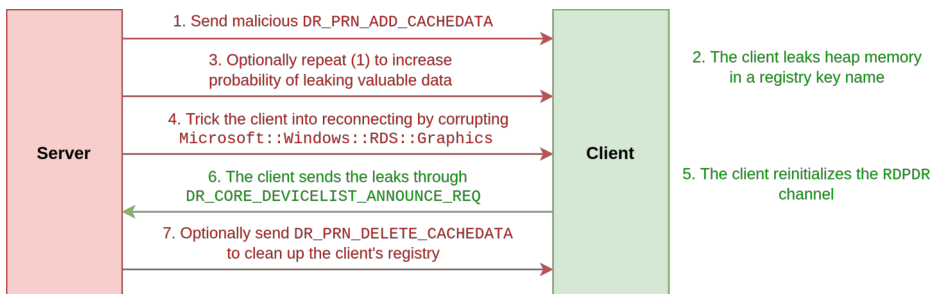 1. Send malicious DR_PRN_ADD_CACHEDATA
3. Optionally repeat (1) to increase
probability of leaking valuable data
2. The client leaks heap memory
in a registry key name
4. Trick the client into reconnecting by corrupting
Microsoft::Windows::RDS::Graphics
Server
Client
6. The client sends the leaks through
DR_CORE_DEVICELIST_ANNOUNCE_REQ
5. The client reinitializes the RDPDR
channel
7. Optionally send DR_PRN_DELETE_CACHEDATA
to clean up the client's registry